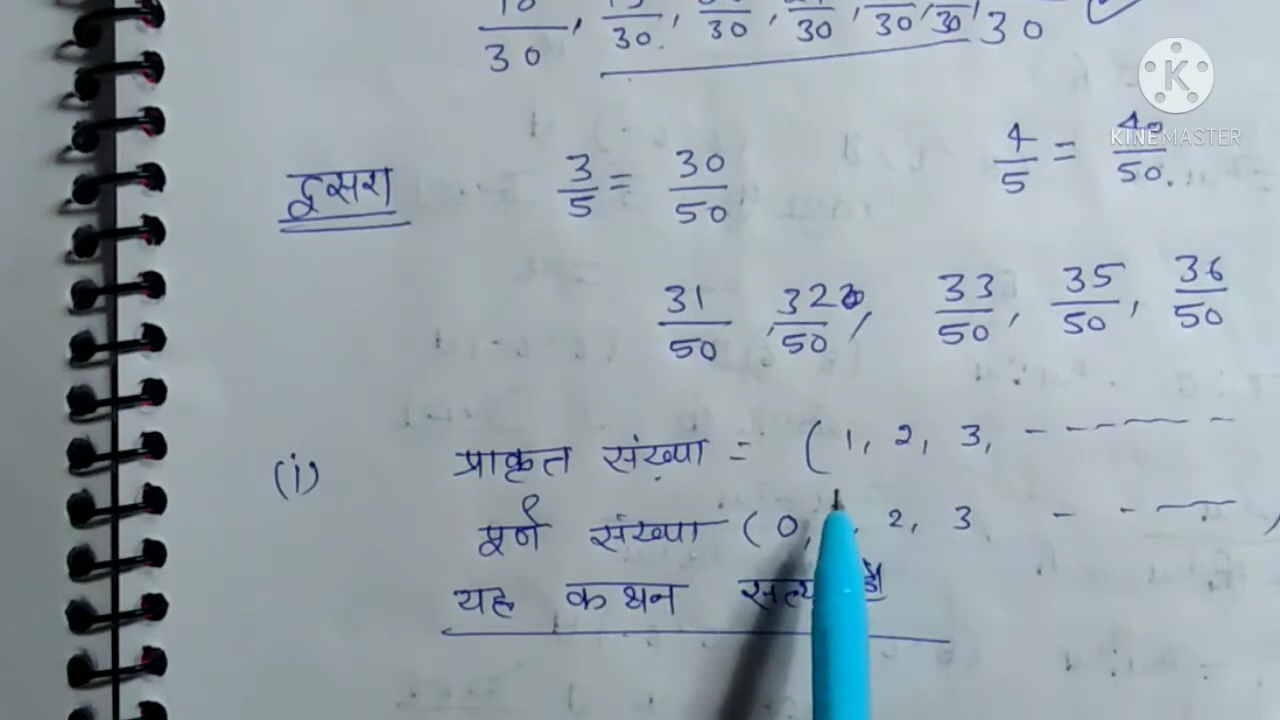 30, 30, 30, 30, 30, 30, 30
KINEMASTER
दूसरा 3/5 = 30/50 4/5 = 40/50.
31/50, 32/50, 33/50, 35/50, 36/50
(i) प्राकृत संख्या = (1, 2, 3, - - - - - -
पूर्ण संख्या (0, 2, 3 - - - - )
यह कथन सत्य है